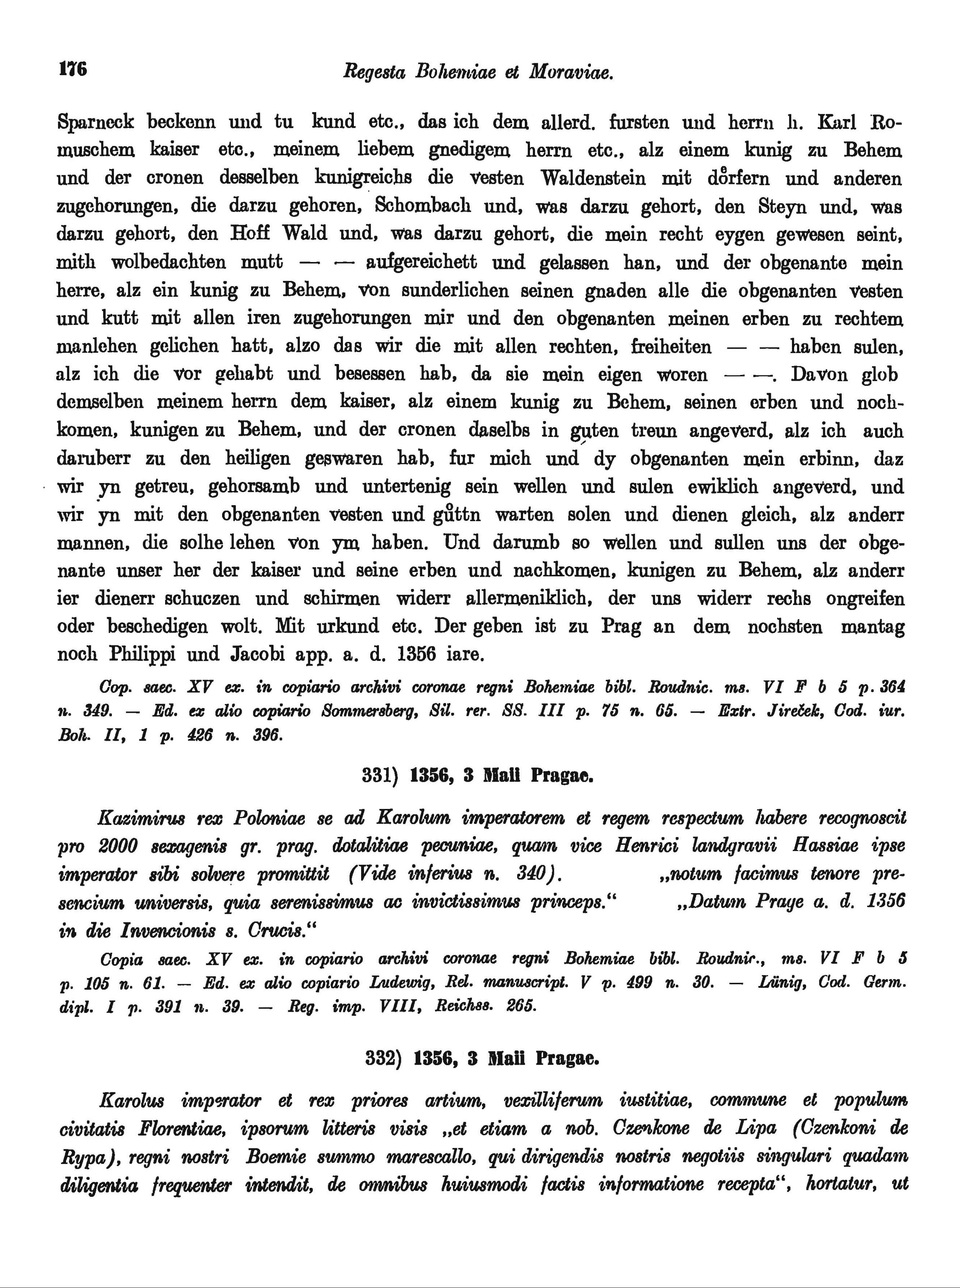 176
Regesta Bohemiae et Moraviae.
Sparneck beckenn und tu kund etc., das ich dem allerd. fursten und herrn h. Karl Ro-
muschem kaiser etc., meinem liebem gnedigem herrn etc., alz einem kunig zu Behem
und der cronen desselben kunigreichs die vesten Waldenstein mit dofͤrfern und anderen
zugehorungen, die darzu gehoren, Schombach und, was darzu gehort, den Steyn und, was
darzu gehort, den Hoff Wald und, was darzu gehort, die mein recht eygen gewesen seint,
mith wolbedachten mutt — — aufgereichett und gelassen han, und der obgenante mein
herre, alz ein kunig zu Behem, von sunderlichen seinen gnaden alle die obgenanten vesten
und kutt mit allen iren zugehorungen mir und den obgenanten meinen erben zu rechtem
manlehen gelichen hatt, alzo das wir die mit allen rechten, freiheiten — — haben sulen,
alz ich die vor gehabt und besessen hab, da sie mein eigen woren — —. Davon glob
demselben meinem herrn dem kaiser, alz einem kunig zu Behem, seinen erben und noch-
komen, kunigen zu Behem, und der cronen daselbs in guten treun angeverd, alz ich auch
daruberr zu den heiligen geswaren hab, fur mich und dy obgenanten mein erbinn, daz
wir yn getreu, gehorsamb und untertenig sein wellen und sulen ewiklich angeverd, und
wir yn mit den obgenanten vesten und guͦttn warten solen und dienen gleich, alz anderr
mannen, die solhe lehen von ym haben. Und darumb so wellen und sullen uns der obge-
nante unser her der kaiser und seine erben und nachkomen, kunigen zu Behem, alz anderr
ier dienerr schuczen und schirmen widerr allermeniklich, der uns widerr rechs ongreifen
oder beschedigen wolt. Mit urkund etc. Der geben ist zu Prag an dem nochsten mantag
noch Philippi und Jacobi app. a. d. 1356 iare.
Cop. saec. XV ex. in copiario archivi coronae regni Bohemiae bibl. Roudnic. ms. VI F b 5 p. 364
n. 349. — Ed. ex alio copiario Sommersberg, Sil. rer. SS. III p. 75 n. 65. — Extr. Jireček, Cod. iur.
Boh. II, 1 p. 426 n. 396.
331) 1356, 3 Maii Pragae.
Kazimirus rex Poloniae se ad Karolum imperatorem et regem respectum habere recognoscit
pro 2000 sexagenis gr. prag. dotalitiae pecuniae, quam vice Henrici landgravii Hassiae ipse
imperator sibi solvere promittit (Vide inferius n. 340). „notum facimus tenore pre-
sencium universis, quia serenissimus ac invictissimus princeps.“ „Datum Prage a. d. 1356
in die Invencionis s. Crucis.“
Copia saec. XV ex. in copiario archivi coronae regni Bohemiae bibl. Roudnic., ms. VI F b 5
p. 105 n. 61. — Ed. ex alio copiario Ludewig, Rel. manuscript. V p. 499 n. 30. — Lünig, Cod. Germ.
dipl. I p. 391 n. 39. — Reg. imp. VIII, Reichss. 265.
332) 1356, 3 Maii Pragae.
Karolus imperator et rex priores artium, vexilliferum iustitiae, commune et populum
civitatis Florentiae, ipsorum litteris visis „et etiam a nob. Czenkone de Lipa (Czenkoni de
Rypa), regni nostri Boemie summo marescallo, qui dirigendis nostris negotiis singulari quadam
diligentia frequenter intendit, de omnibus huiusmodi factis informatione recepta“, hortatur, ut